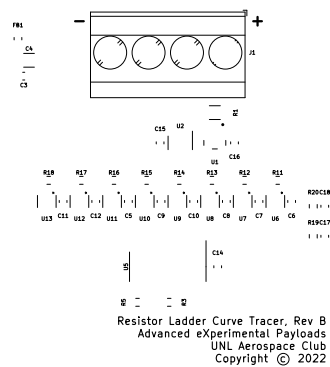 FB1
C4
C3
− +
J1
R1
C15 U2
U1 C16
R18 R17 R16 R15 R14 R13 R12 R11
U13 C11 U12 C12 U11 C5 U10 C9 U9 C10 U8 C8 U7 C7 U6 C6
R20 C18
R19 C17
U5 C14
R5 R3
Resistor Ladder Curve Tracer, Rev B
Advanced eXperimental Payloads
UNL Aerospace Club
Copyright © 2022